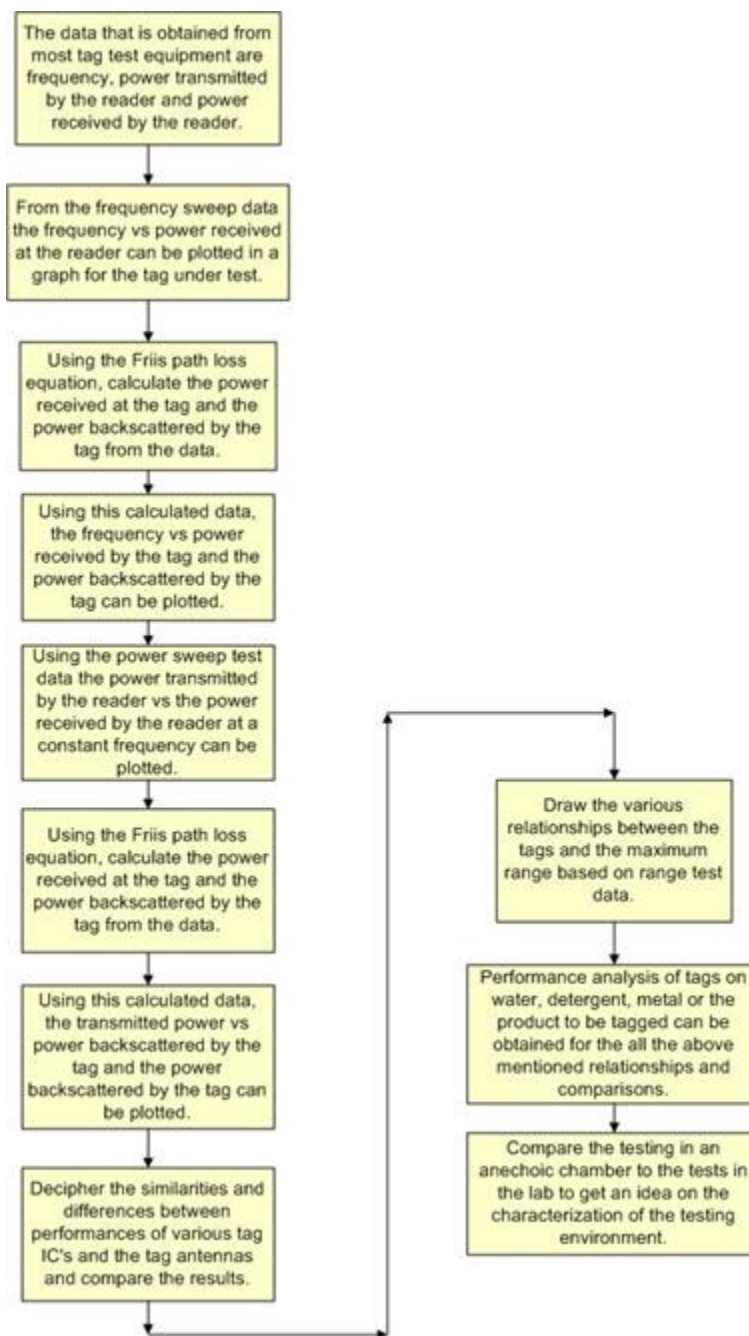 The data that is obtained from
most tag test equipment are
frequency, power transmitted
by the reader and power
received by the reader.
From the frequency sweep data
the frequency vs power received
at the reader can be plotted in a
graph for the tag under test.
Using the Friis path loss
equation, calculate the power
received at the tag and the
power backscattered by the
tag from the data.
Using this calculated data,
the frequency vs power
received by the tag and the
power backscattered by the
tag can be plotted.
Using the power sweep test
data the power transmitted
by the reader vs the power
received by the reader at a
constant frequency can be
plotted.
Using the Friis path loss
equation, calculate the power
received at the tag and the
power backscattered by the
tag from the data.
Using this calculated data,
the transmitted power vs
power backscattered by the
tag and the power
backscattered by the tag can
be plotted.
Decipher the similarities and
differences between
performances of various tag
IC's and the tag antennas
and compare the results.
Draw the various
relationships between the
tags and the maximum
range based on range test
data.
Performance analysis of tags on
water, detergent, metal or the
product to be tagged can be
obtained for the all the above
mentioned relationships and
comparisons.
Compare the testing in an
anechoic chamber to the tests in
the lab to get an idea on the
characterization of the testing
environment.